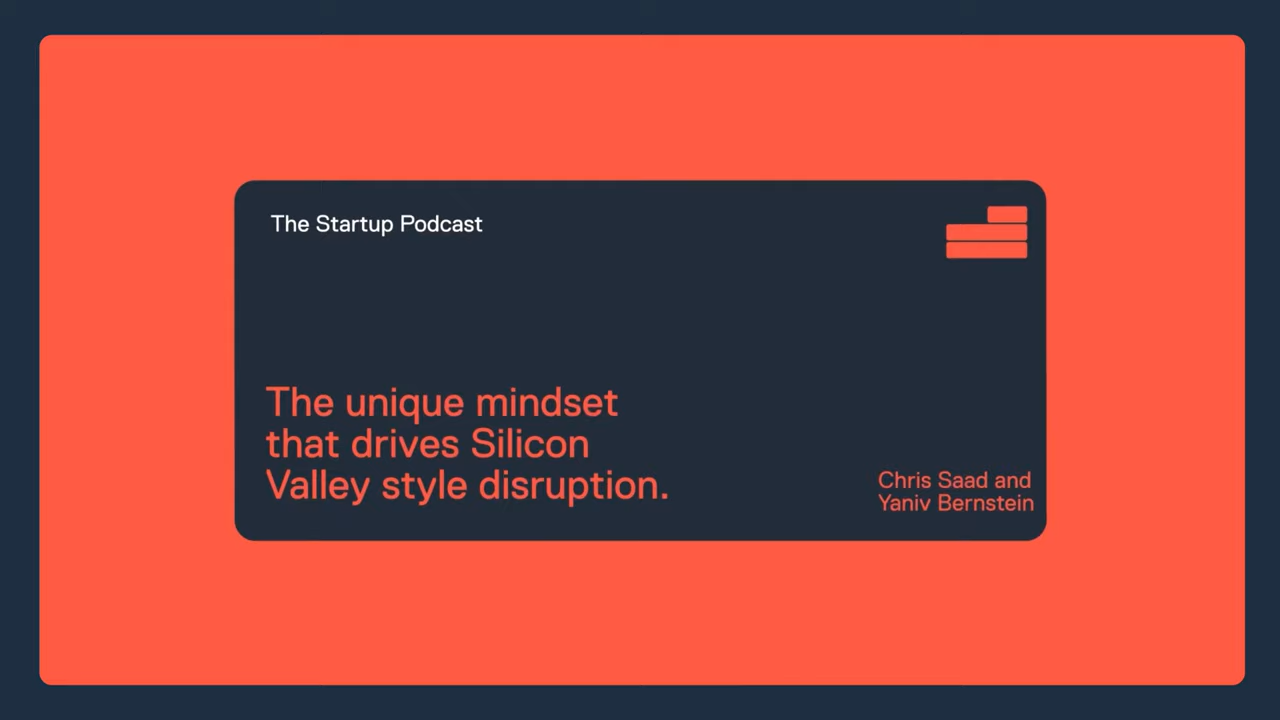 The Startup Podcast
The unique mindset
that drives Silicon
Valley style disruption.
Chris Saad and
Yaniv Bernstein